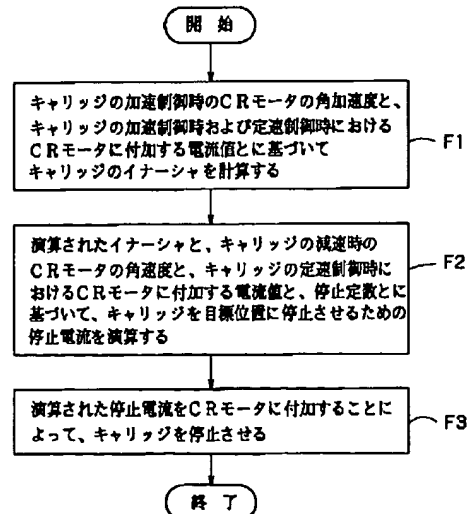 開 始
キャリッジの加速制御時のCRモータの角加速度と、
キャリッジの加速制御時および定速制御時における
CRモータに付加する電流値とに基づいて
キャリッジのイナーシャを計算する
F1
演算されたイナーシャと、キャリッジの減速時の
CRモータの角速度と、キャリッジの定速制御時に
おけるCRモータに付加する電流値と、停止定数とに
基づいて、キャリッジを目標位置に停止させるための
停止電流を演算する
F2
演算された停止電流をCRモータに付加することに
よって、キャリッジを停止させる
F3
終 了